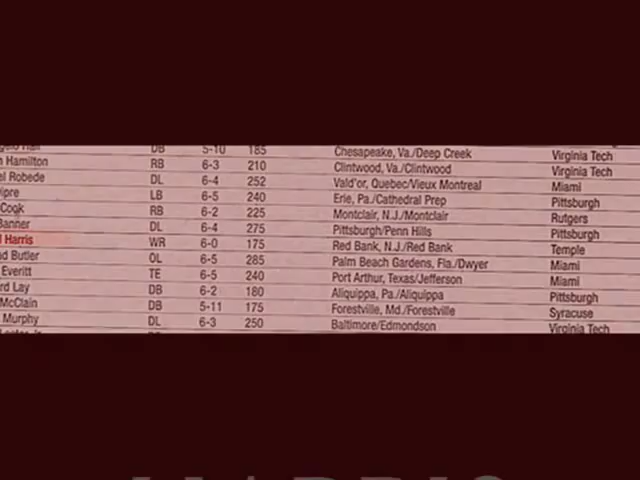 Hall DB 5-10 185 Chesapeake, Va./Deep Creek Virginia Tech
n Hamilton RB 6-3 210 Clintwood, Va./Clintwood Virginia Tech
el Robede DL 6-4 252 Vald'or, Quebec/Vieux Montreal Miami
ipre LB 6-5 240 Erie, Pa./Cathedral Prep Pittsburgh
Cook RB 6-2 225 Montclair, N.J./Montclair Rutgers
Banner DL 6-4 275 Pittsburgh/Penn Hills Pittsburgh
l Harris WR 6-0 175 Red Bank, N.J./Red Bank Temple
d Butler OL 6-5 285 Palm Beach Gardens, Fla./Dwyer Miami
Everitt TE 6-5 240 Port Arthur, Texas/Jefferson Miami
rd Lay DB 6-2 180 Aliquippa, Pa./Aliquippa Pittsburgh
McClain DB 5-11 175 Forestville, Md./Forestville Syracuse
Murphy DL 6-3 250 Baltimore/Edmondson Virginia Tech